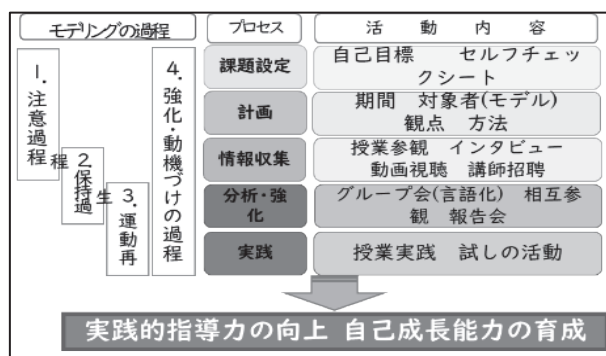 モデリングの過程
プロセス
活動内容
1.注意過程
2.保持過程
3.運動再生
4.強化・動機づけの過程
課題設定
自己目標 セルフチェックシート
計画
期間 対象者(モデル)
観点 方法
情報収集
授業参観 インタビュー
動画視聴 講師招聘
分析・強化
グループ会(言語化) 相互参観 報告会
実践
授業実践 試しの活動
実践的指導力の向上 自己成長能力の育成